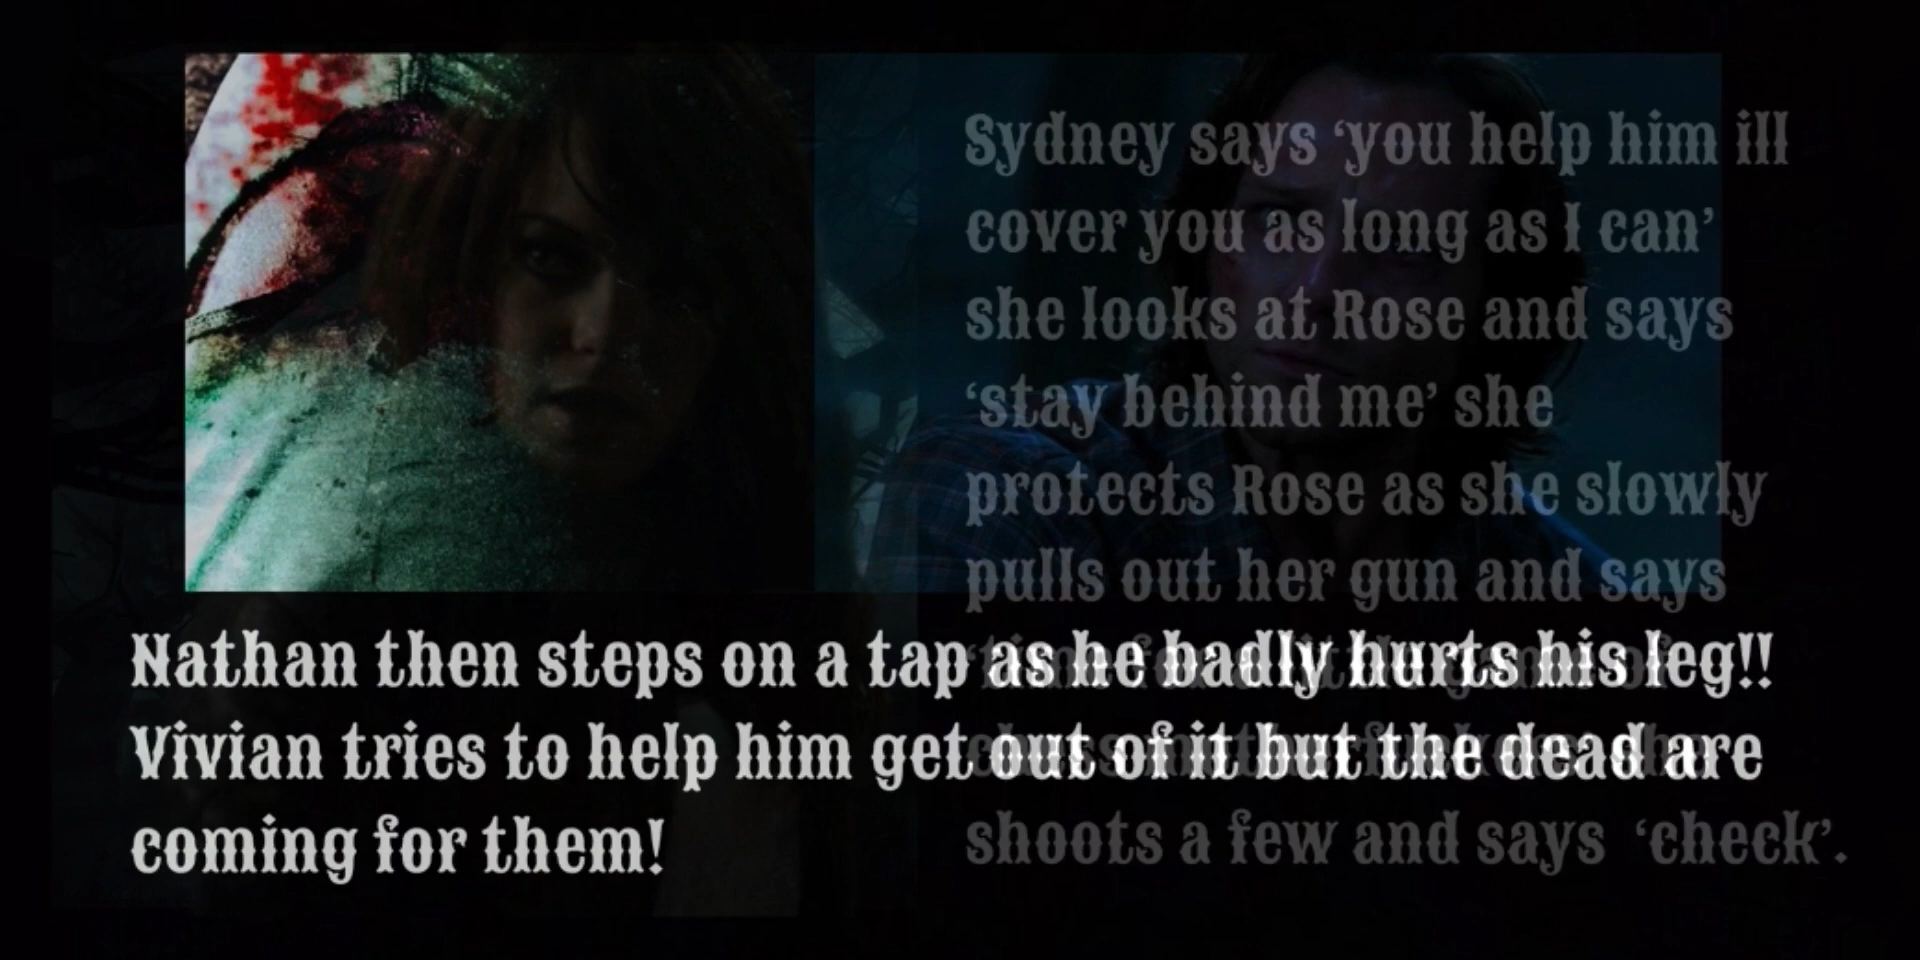 Nathan then steps on a tap as he badly hurts his leg!!
Vivian tries to help him get out of it but the dead are
coming for them!
Sydney says ‘you help him ill
cover you as long as I can’
she looks at Rose and says
‘stay behind me’ she
protects Rose as she slowly
pulls out her gun and says
shoots a few and says ‘check’.